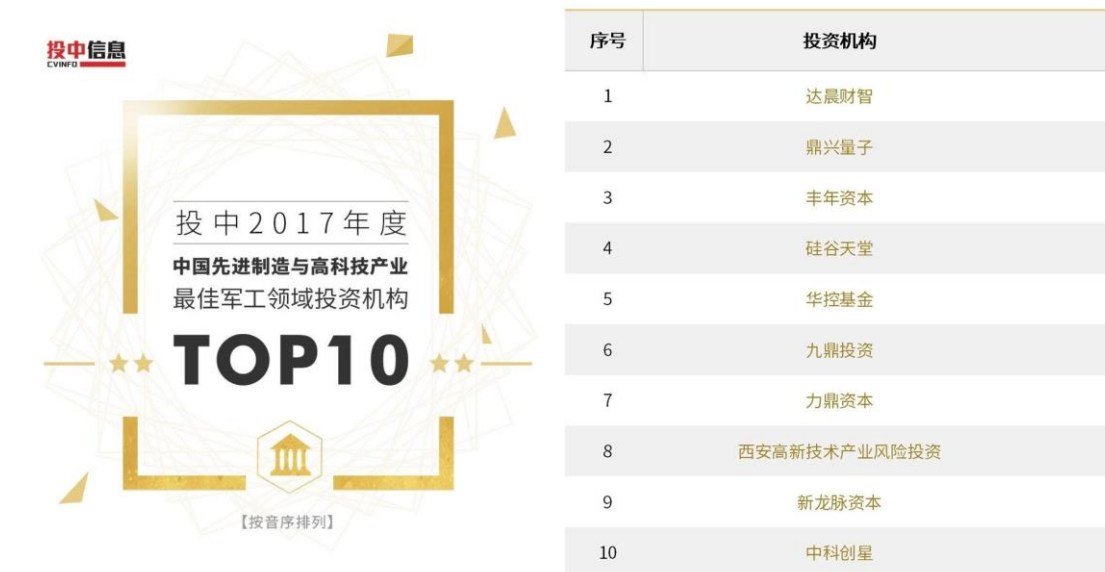 投中信息
CVINFO
投中2017年度
中国先进制造与高科技产业
最佳军工领域投资机构
TOP10
【按音序排列】
序号 投资机构
1 达晨财智
2 鼎兴量子
3 丰年资本
4 硅谷天堂
5 华控基金
6 九鼎投资
7 力鼎资本
8 西安高新技术产业风险投资
9 新龙脉资本
10 中科创星